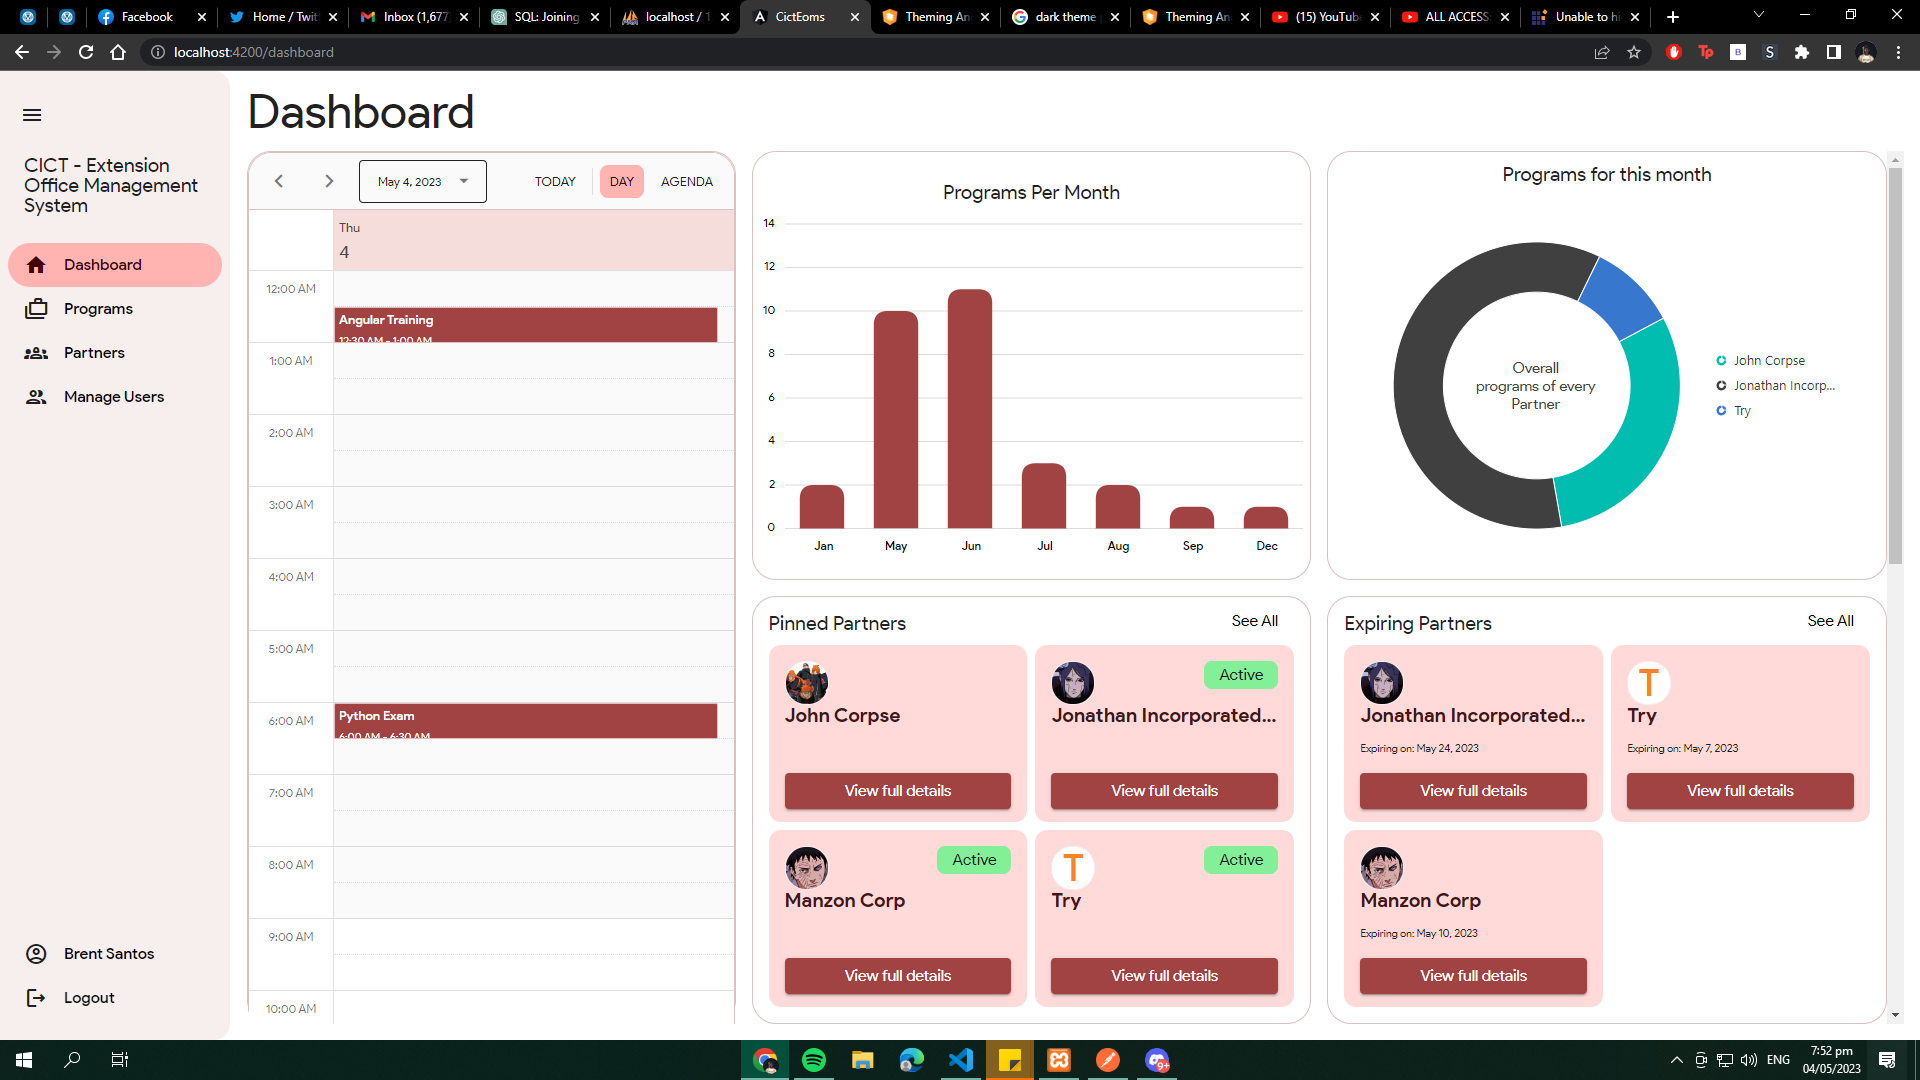 Facebook
Home / Twit
Inbox (1,677
SQL: Joining
localhost / 1
CictEoms
Theming An
dark theme
Theming An
(15) YouTub
ALL ACCESS
Unable to hi
localhost:4200/dashboard
CICT - Extension
Office Management
System
Dashboard
Programs
Partners
Manage Users
Brent Santos
Logout
Dashboard
May 4, 2023
TODAY
DAY
AGENDA
Thu
4
12:00 AM
Angular Training
12:30 AM - 1:00 AM
1:00 AM
2:00 AM
3:00 AM
4:00 AM
5:00 AM
6:00 AM
Python Exam
6:00 AM - 6:30 AM
7:00 AM
8:00 AM
9:00 AM
10:00 AM
Programs Per Month
14
12
10
8
6
4
2
0
Jan May Jun Jul Aug Sep Dec
Programs for this month
Overall
programs of every
Partner
John Corpse
Jonathan Incorp...
Try
Pinned Partners
See All
John Corpse
View full details
Active
Jonathan Incorporated...
View full details
Active
Manzon Corp
View full details
T
Active
Try
View full details
Expiring Partners
See All
Jonathan Incorporated...
Expiring on: May 24, 2023
View full details
T
Try
Expiring on: May 7, 2023
View full details
Manzon Corp
Expiring on: May 10, 2023
View full details
9+
ENG
7:52 pm
04/05/2023